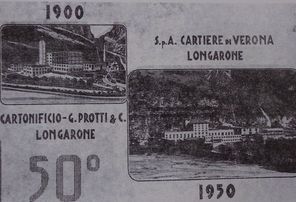 1900
S.p.A. CARTIERE DI VERONA
LONGARONE
CARTONIFICIO-G. PROTTI & C.
LONGARONE
50°
1950